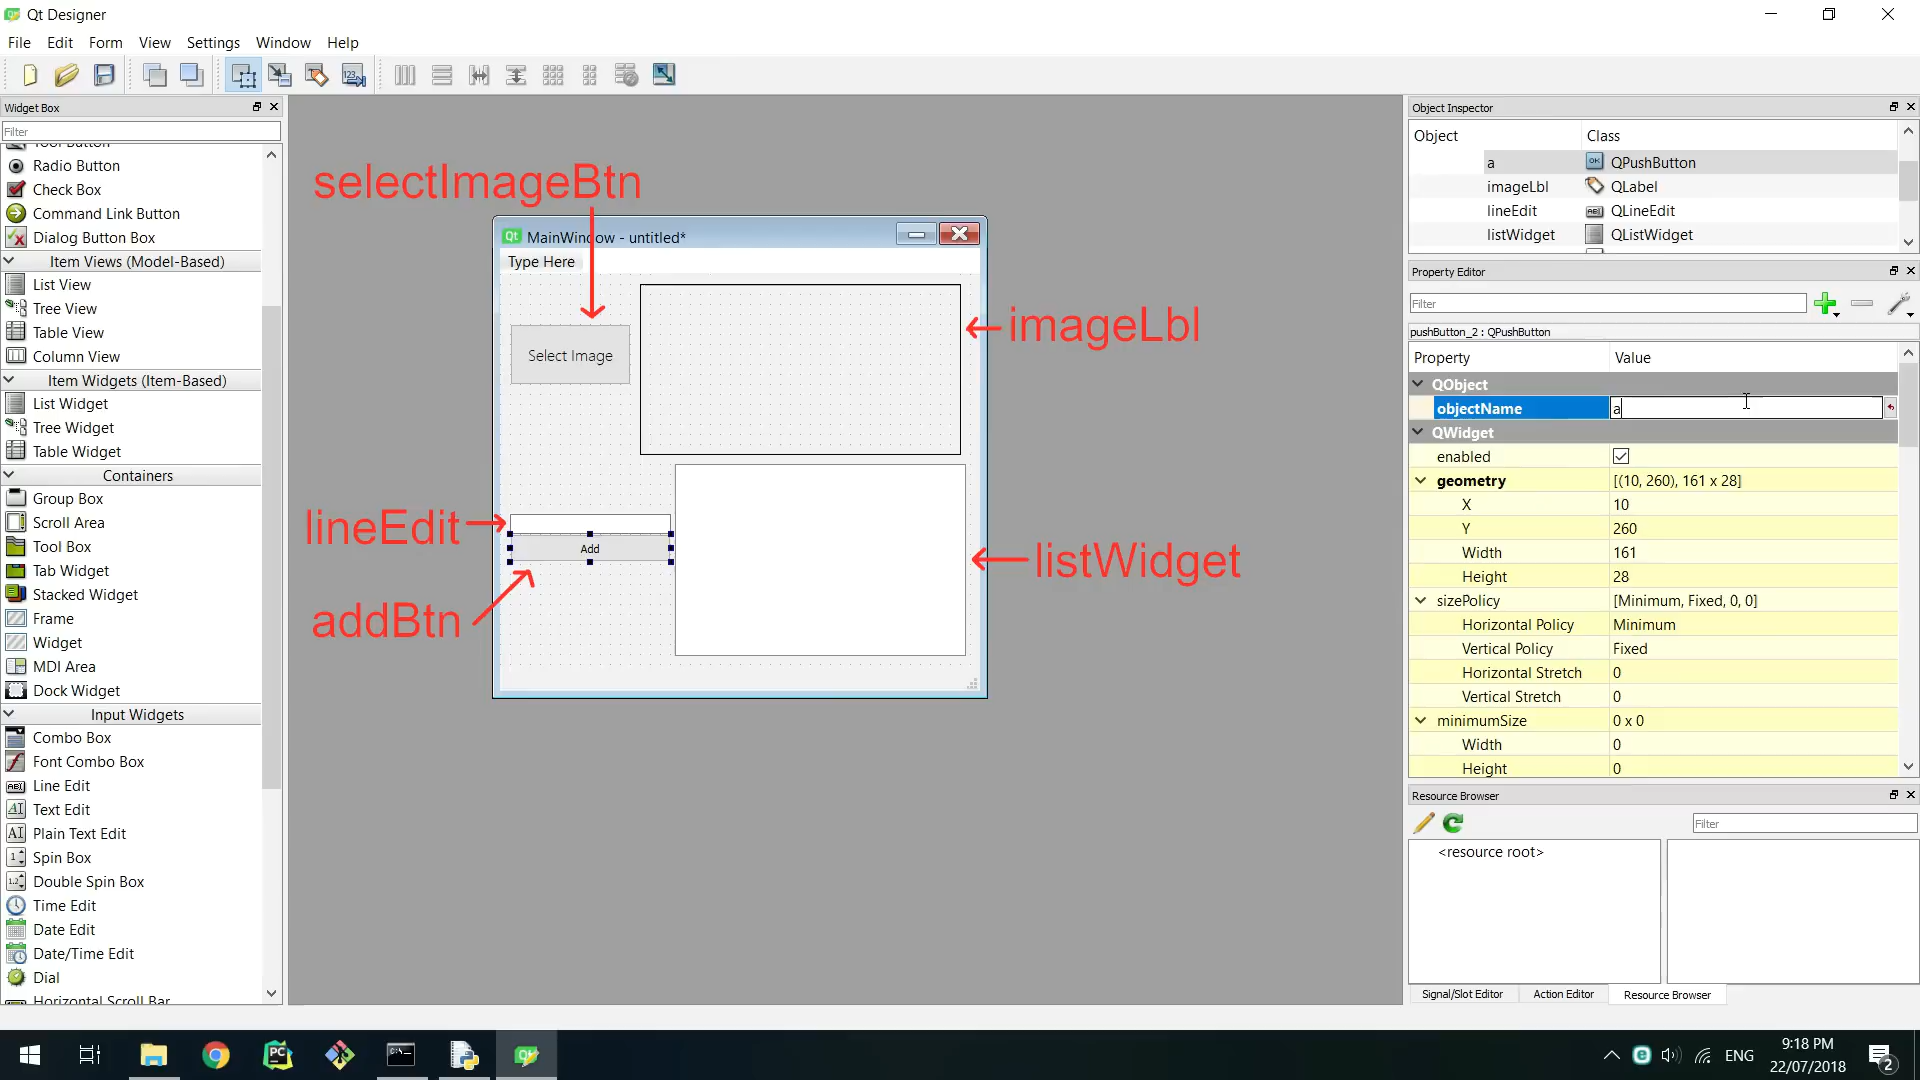 Qt Designer
File Edit Form View Settings Window Help
Widget Box
Filter
Tool Button
Radio Button
Check Box
Command Link Button
Dialog Button Box
Item Views (Model-Based)
List View
Tree View
Table View
Column View
Item Widgets (Item-Based)
List Widget
Tree Widget
Table Widget
Containers
Group Box
Scroll Area
Tool Box
Tab Widget
Stacked Widget
Frame
Widget
MDI Area
Dock Widget
Input Widgets
Combo Box
Font Combo Box
Line Edit
Text Edit
Plain Text Edit
Spin Box
Double Spin Box
Time Edit
Date Edit
Date/Time Edit
Dial
Horizontal Scroll Bar
selectImageBtn
MainWindow - untitled*
Type Here
Select Image
imageLbl
lineEdit
Add
addBtn
listWidget
Object Inspector
Object Class
a QPushButton
imageLbl QLabel
lineEdit QLineEdit
listWidget QListWidget
Property Editor
Filter
pushButton_2 : QPushButton
Property Value
QObject
objectName a
QWidget
enabled
geometry [(10, 260), 161 x 28]
X 10
Y 260
Width 161
Height 28
sizePolicy [Minimum, Fixed, 0, 0]
Horizontal Policy Minimum
Vertical Policy Fixed
Horizontal Stretch 0
Vertical Stretch 0
minimumSize 0 x 0
Width 0
Height 0
Resource Browser
Filter
<resource root>
Signal/Slot Editor Action Editor Resource Browser
ENG
9:18 PM
22/07/2018
2